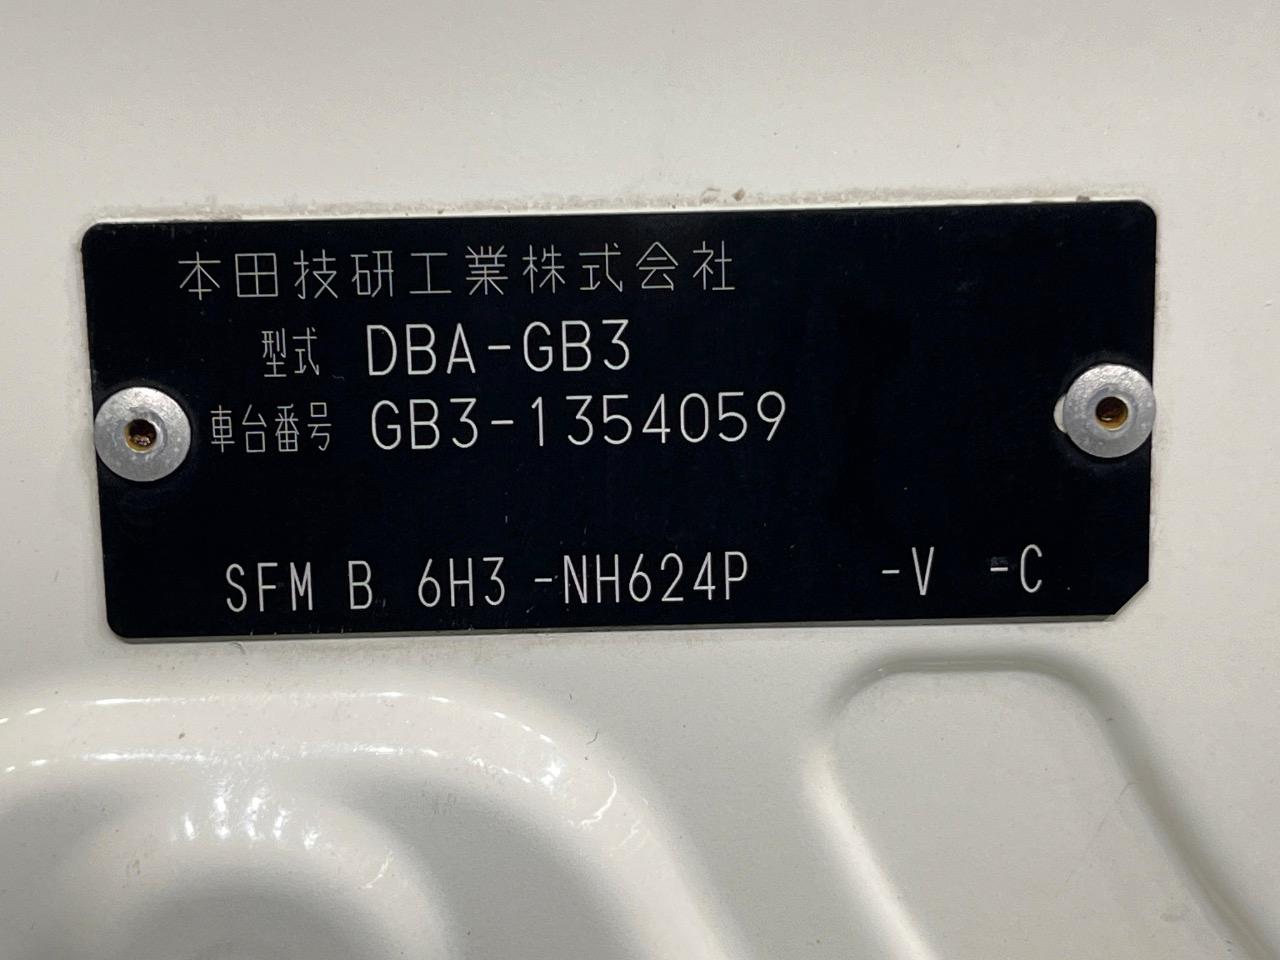 本田技研工業株式会社
型式 DBA-GB3
車台番号 GB3-1354059
SFM B 6H3 -NH624P -V -C